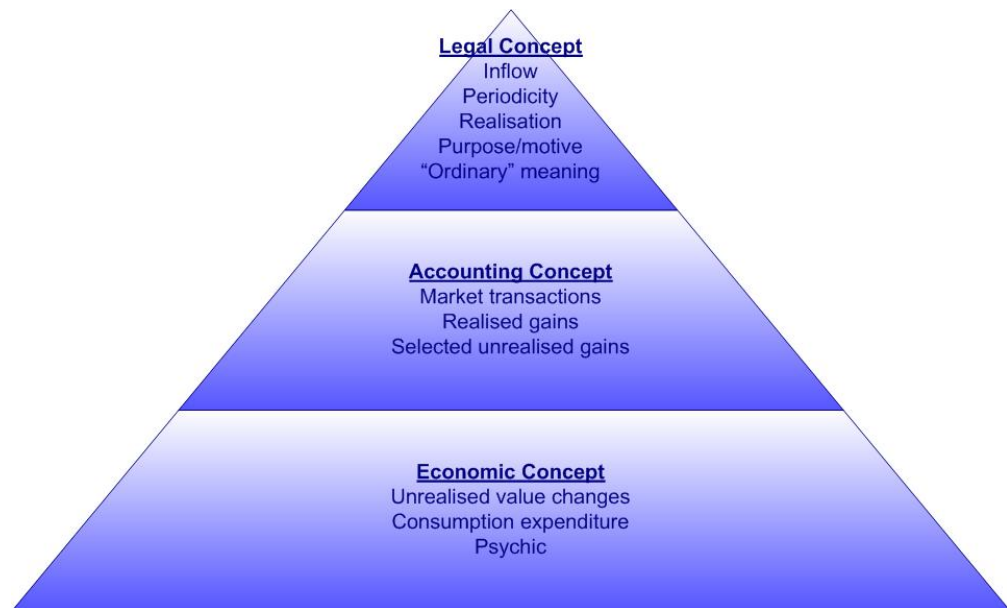 Legal Concept
Inflow
Periodicity
Realisation
Purpose/motive
“Ordinary” meaning
Accounting Concept
Market transactions
Realised gains
Selected unrealised gains
Economic Concept
Unrealised value changes
Consumption expenditure
Psychic